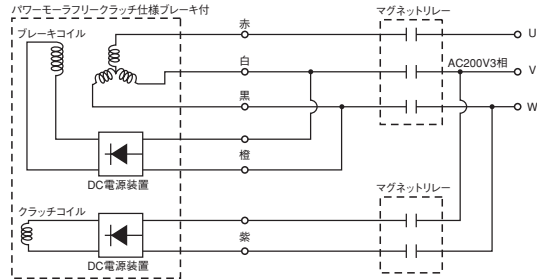 パワーモーラフリークラッチ仕様ブレーキ付
マグネットリレー
ブレーキコイル
赤
U
白
AC200V3相
V
黒
W
橙
DC電源装置
マグネットリレー
クラッチコイル
紫
DC電源装置